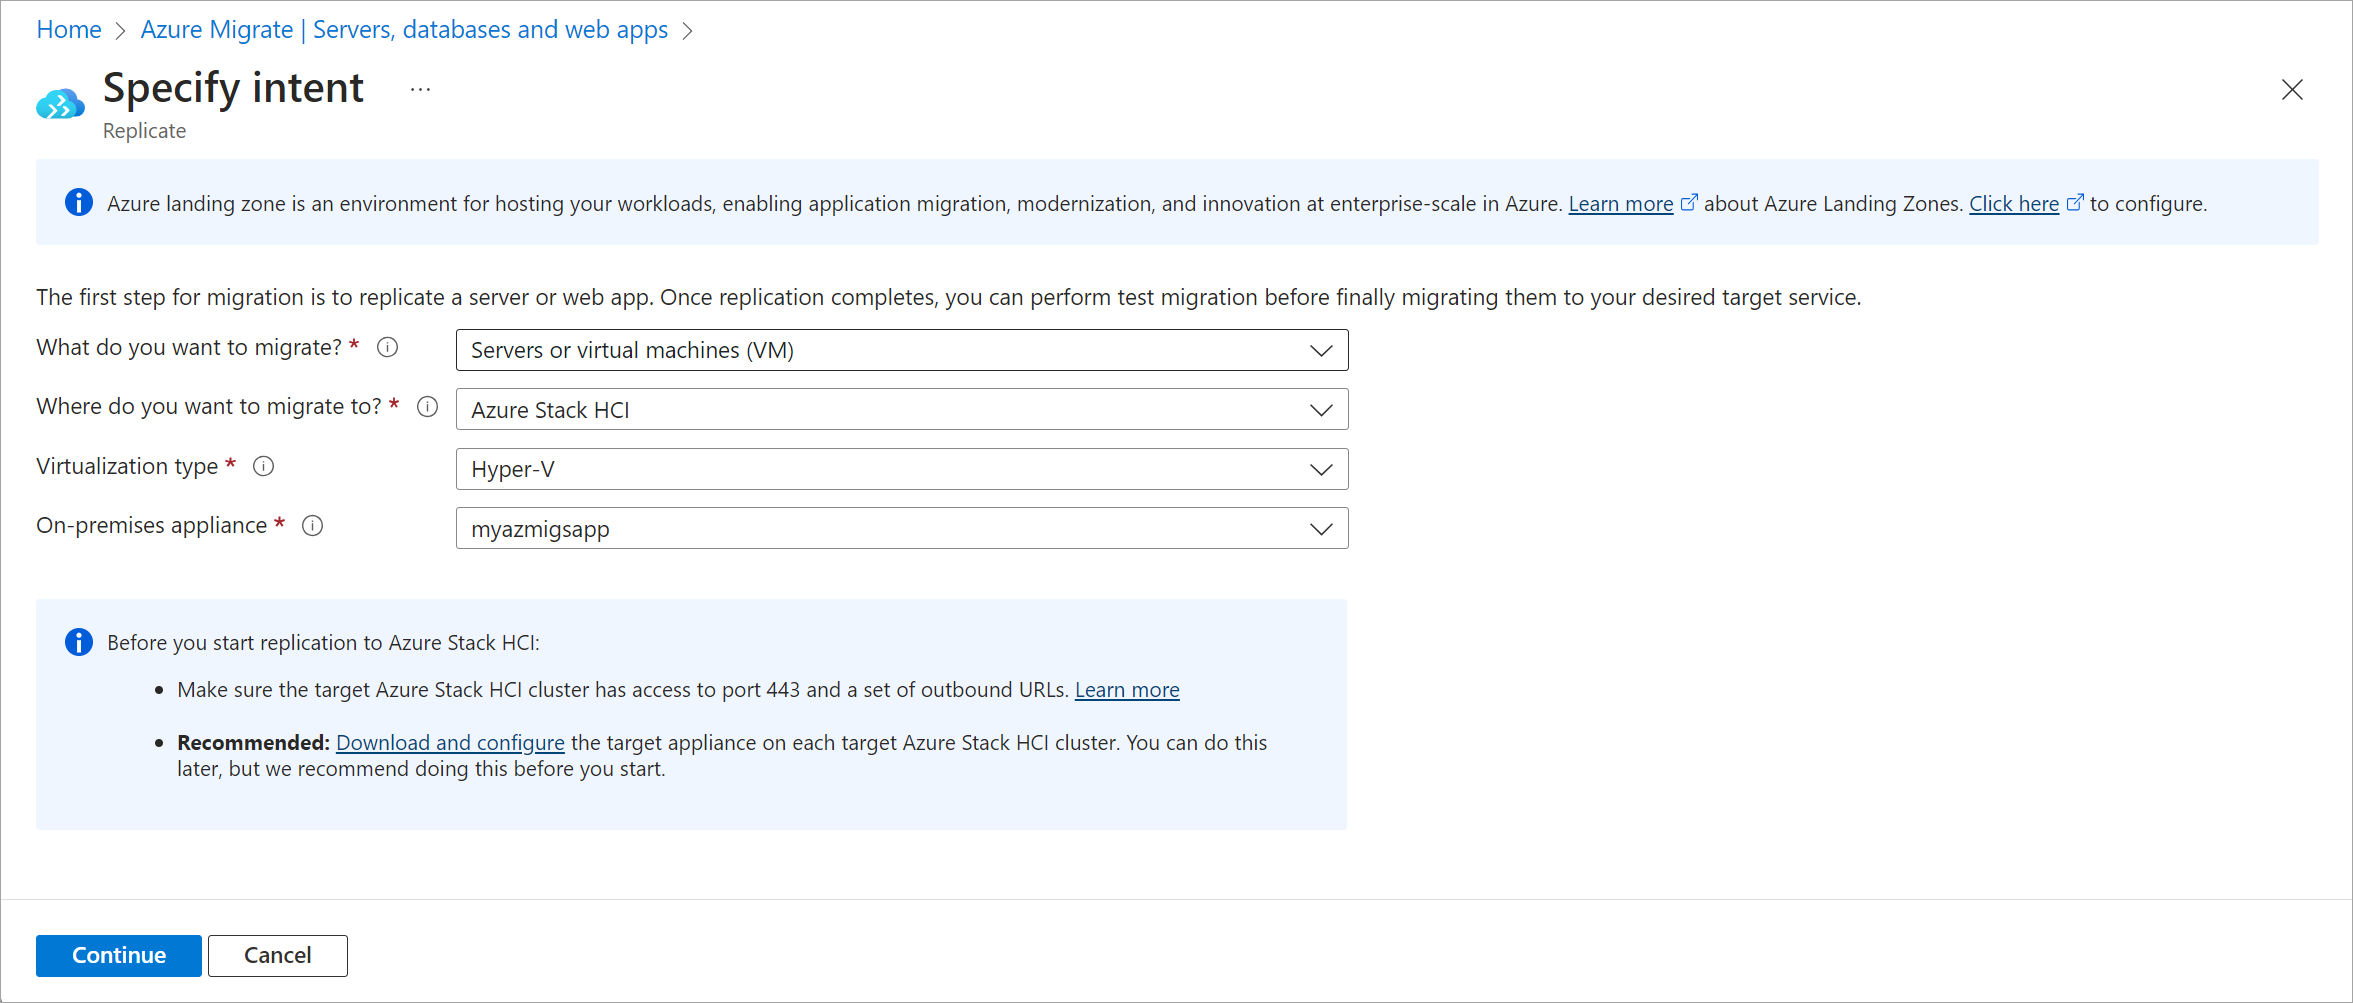 Home > Azure Migrate | Servers, databases and web apps >
Specify intent ...
Replicate
Azure landing zone is an environment for hosting your workloads, enabling application migration, modernization, and innovation at enterprise-scale in Azure. Learn more about Azure Landing Zones. Click here to configure.
The first step for migration is to replicate a server or web app. Once replication completes, you can perform test migration before finally migrating them to your desired target service.
What do you want to migrate? * Servers or virtual machines (VM)
Where do you want to migrate to? * Azure Stack HCI
Virtualization type * Hyper-V
On-premises appliance * myazmigsapp
Before you start replication to Azure Stack HCI:
• Make sure the target Azure Stack HCI cluster has access to port 443 and a set of outbound URLs. Learn more
• Recommended: Download and configure the target appliance on each target Azure Stack HCI cluster. You can do this
later, but we recommend doing this before you start.
Continue Cancel